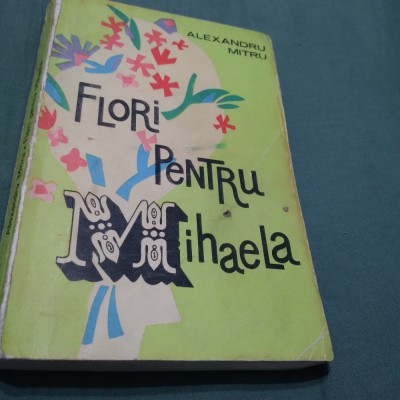 ALEXANDRU
MITRU
FLORI
PENTRU
Mihaela